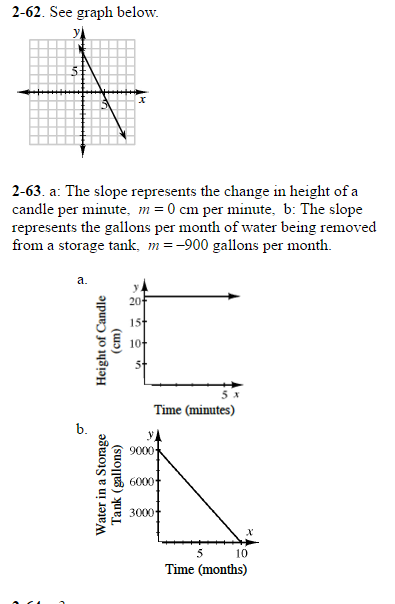 2-62. See graph below.
y
5
5
x
2-63. a: The slope represents the change in height of a
candle per minute, m = 0 cm per minute, b: The slope
represents the gallons per month of water being removed
from a storage tank, m = −900 gallons per month.
a.
Height of Candle
(cm)
y
20
15
10
5
5 x
Time (minutes)
b.
Water in a Storage
Tank (gallons)
y
9000
6000
3000
x
5 10
Time (months)